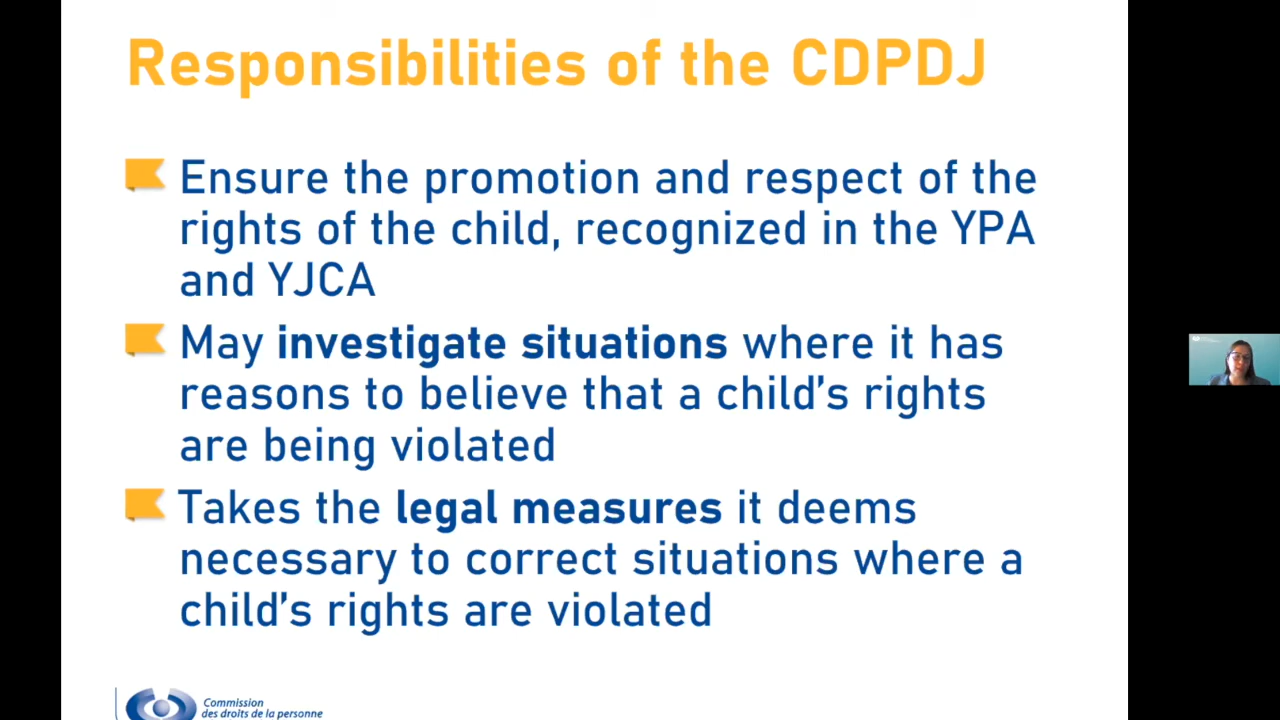 Responsibilities of the CDPDJ
Ensure the promotion and respect of the
rights of the child, recognized in the YPA
and YJCA
May investigate situations where it has
reasons to believe that a child's rights
are being violated
Takes the legal measures it deems
necessary to correct situations where a
child's rights are violated
Commission
des droits de la personne